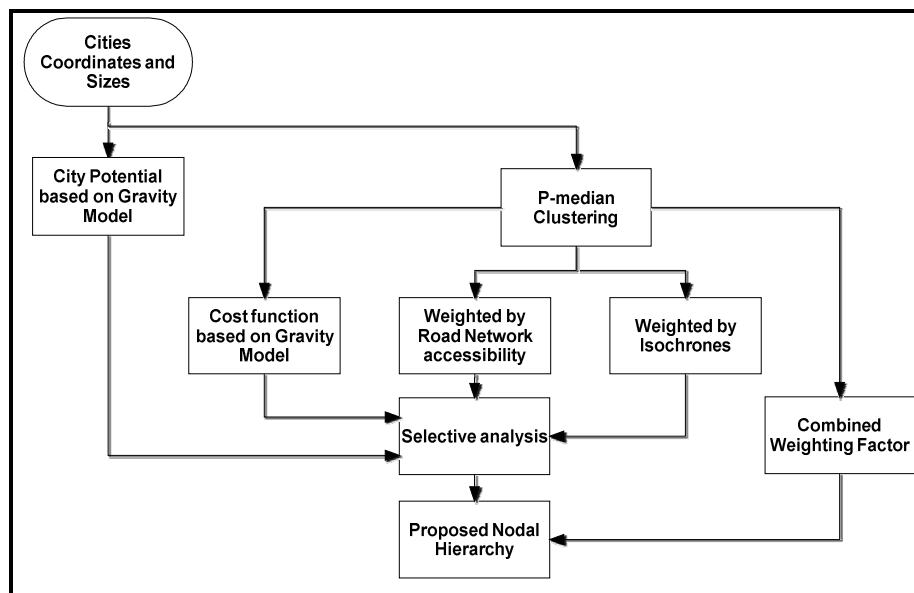 Cities
Coordinates and
Sizes
City Potential
based on Gravity
Model
P-median
Clustering
Cost function
based on Gravity
Model
Weighted by
Road Network
accessibility
Weighted by
Isochrones
Selective analysis
Combined
Weighting Factor
Proposed Nodal
Hierarchy